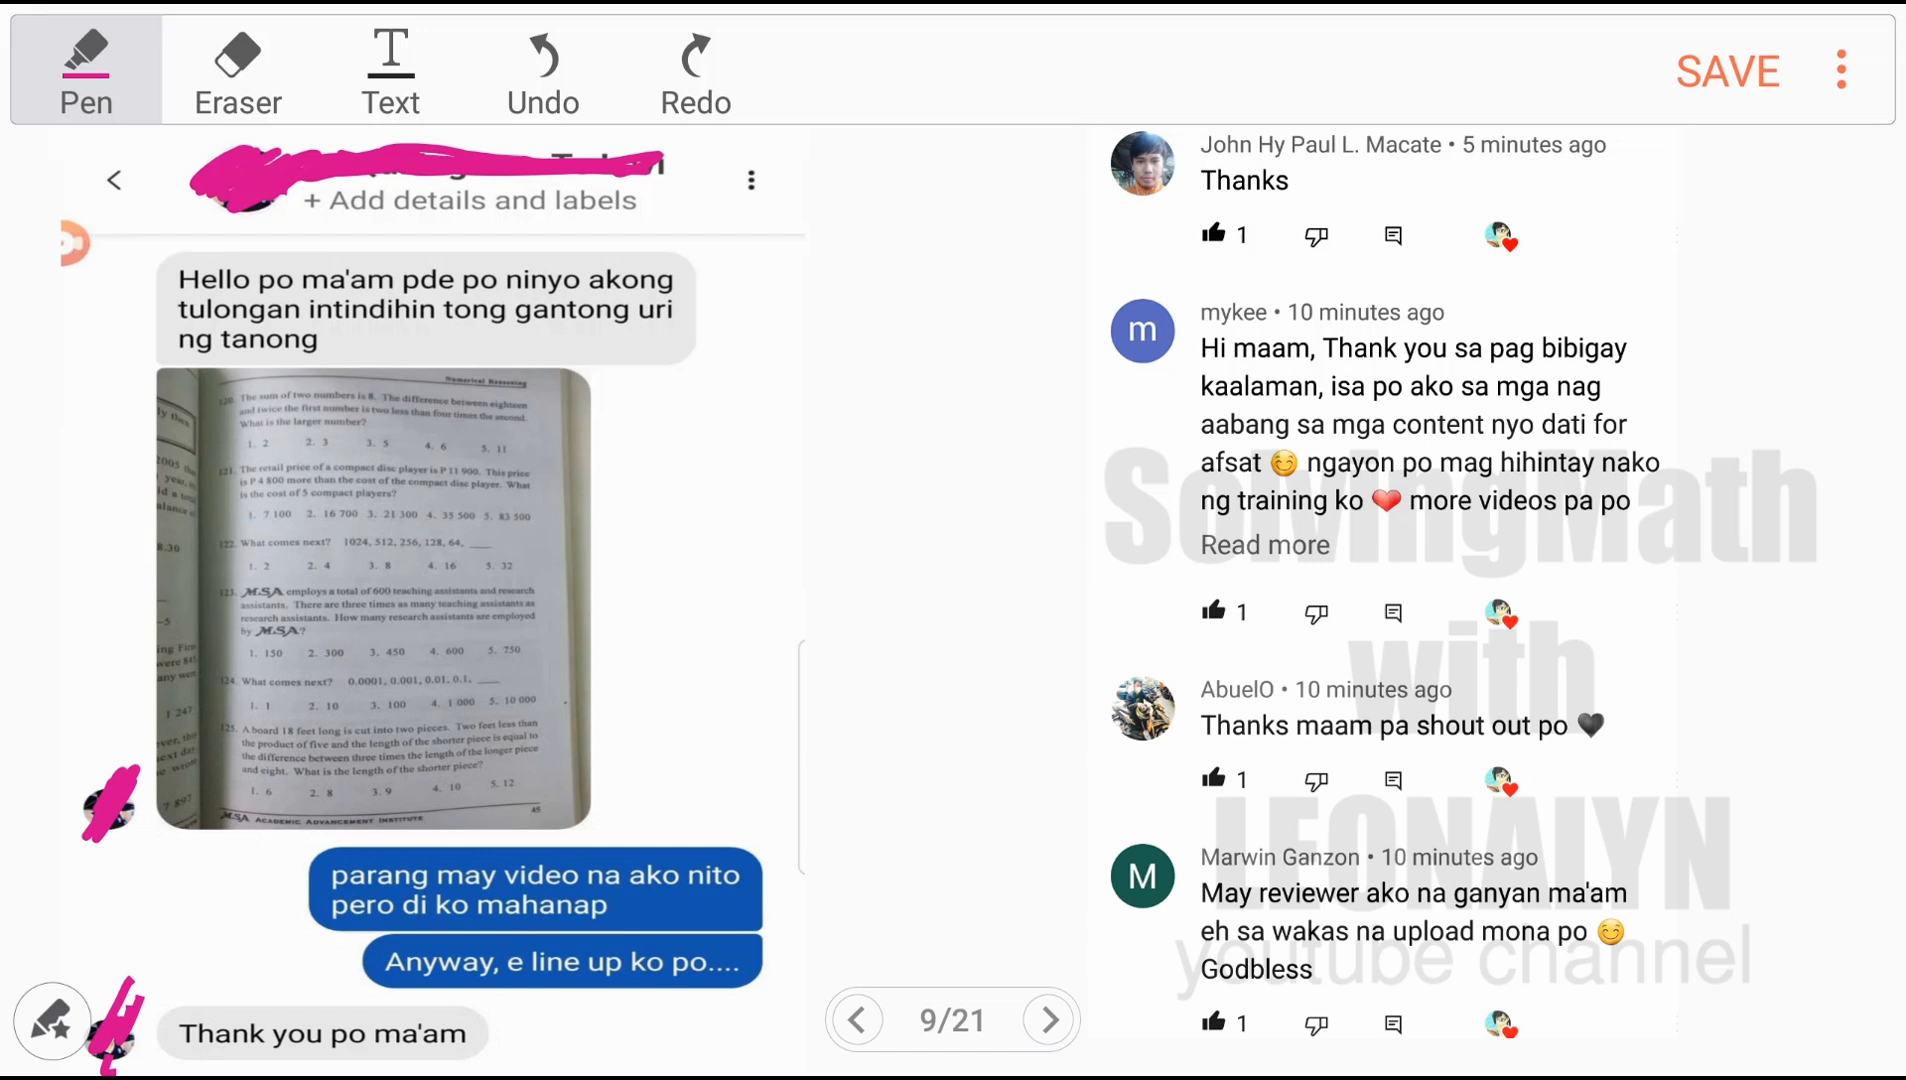 Pen
Eraser
Text
Undo
Redo
SAVE
+ Add details and labels
Hello po ma'am pde po ninyo akong
tulongan intindihin tong gantong uri
ng tanong
Numerical Reasoning
120. The sum of two numbers is 8. The difference between eighteen
and twice the first number is two less than four times the second.
What is the larger number?
1. 2 2. 3 3. 5 4. 6 5. 11
121. The retail price of a compact disc player is P 11 900. This price
is P 4 800 more than the cost of the compact disc player. What
is the cost of 5 compact players?
1. 7 100 2. 16 700 3. 21 300 4. 35 500 5. 83 500
122. What comes next? 1024, 512, 256, 128, 64, ___
1. 2 2. 4 3. 8 4. 16 5. 32
123. MSA employs a total of 600 teaching assistants and research
assistants. There are three times as many teaching assistants as
research assistants. How many research assistants are employed
by MSA?
1. 150 2. 300 3. 450 4. 600 5. 750
124. What comes next? 0.0001, 0.001, 0.01, 0.1, ___
1. 1 2. 10 3. 100 4. 1 000 5. 10 000
125. A board 18 feet long is cut into two pieces. Two feet less than
the product of five and the length of the shorter piece is equal to
the difference between three times the length of the longer piece
and eight. What is the length of the shorter piece?
1. 6 2. 8 3. 9 4. 10 5. 12
MSA ACADEMIC ADVANCEMENT INSTITUTE 45
parang may video na ako nito
pero di ko mahanap
Anyway, e line up ko po....
Thank you po ma'am
9/21
John Hy Paul L. Macate • 5 minutes ago
Thanks
1
m
mykee • 10 minutes ago
Hi maam, Thank you sa pag bibigay
kaalaman, isa po ako sa mga nag
aabang sa mga content nyo dati for
afsat 😊 ngayon po mag hihintay nako
ng training ko ❤ more videos pa po
Read more
1
AbuelO • 10 minutes ago
Thanks maam pa shout out po 🖤
1
M
Marwin Ganzon • 10 minutes ago
May reviewer ako na ganyan ma'am
eh sa wakas na upload mona po 😊
Godbless
1
SolvingMath
with
LEONALYN
youtube channel